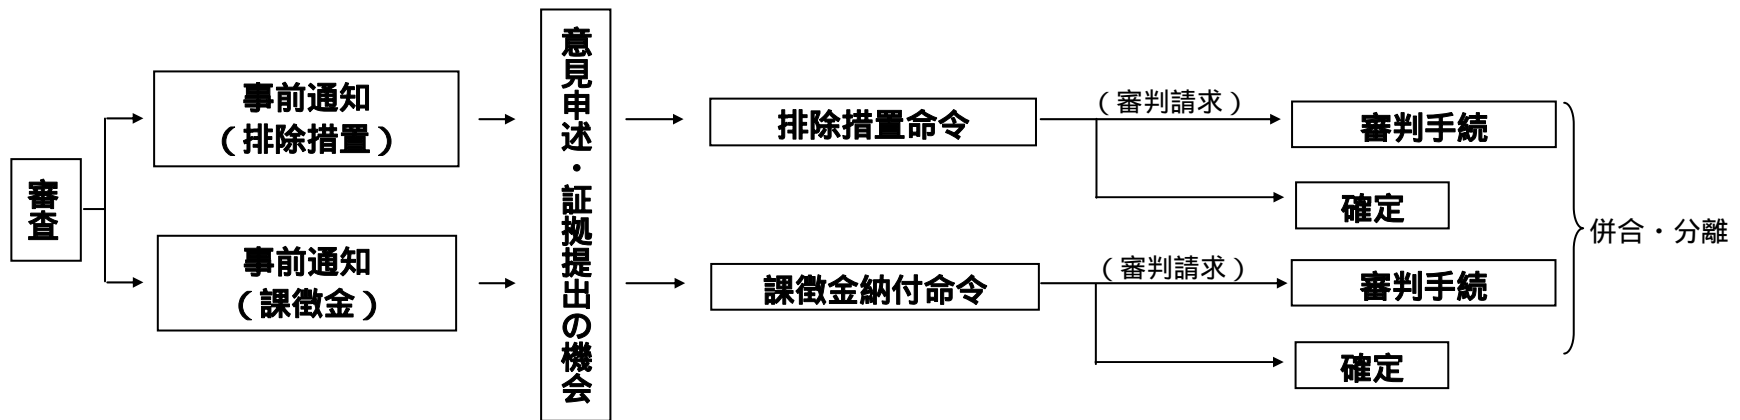 審査
事前通知
（排除措置）
事前通知
（課徴金）
意見申述・証拠提出の機会
排除措置命令
（審判請求）
審判手続
確定
課徴金納付命令
（審判請求）
審判手続
確定
併合・分離